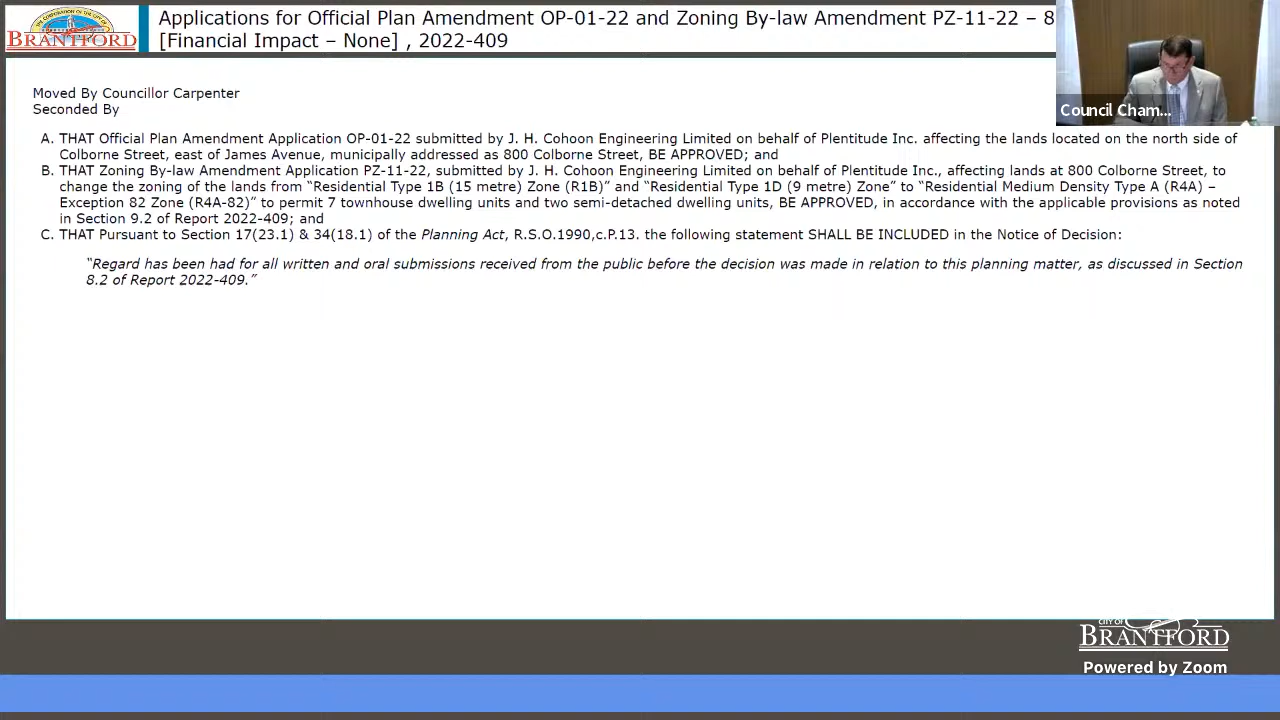 THE CORPORATION OF THE CITY OF
BRANTFORD
Applications for Official Plan Amendment OP-01-22 and Zoning By-law Amendment PZ-11-22 – 8
[Financial Impact – None] , 2022-409
Council Cham...
Moved By Councillor Carpenter
Seconded By
A. THAT Official Plan Amendment Application OP-01-22 submitted by J. H. Cohoon Engineering Limited on behalf of Plentitude Inc. affecting the lands located on the north side of
Colborne Street, east of James Avenue, municipally addressed as 800 Colborne Street, BE APPROVED; and
B. THAT Zoning By-law Amendment Application PZ-11-22, submitted by J. H. Cohoon Engineering Limited on behalf of Plentitude Inc., affecting lands at 800 Colborne Street, to
change the zoning of the lands from “Residential Type 1B (15 metre) Zone (R1B)” and “Residential Type 1D (9 metre) Zone” to “Residential Medium Density Type A (R4A) –
Exception 82 Zone (R4A-82)” to permit 7 townhouse dwelling units and two semi-detached dwelling units, BE APPROVED, in accordance with the applicable provisions as noted
in Section 9.2 of Report 2022-409; and
C. THAT Pursuant to Section 17(23.1) & 34(18.1) of the Planning Act, R.S.O.1990,c.P.13. the following statement SHALL BE INCLUDED in the Notice of Decision:
“Regard has been had for all written and oral submissions received from the public before the decision was made in relation to this planning matter, as discussed in Section
8.2 of Report 2022-409.”
CITY OF
BRANTFORD
Powered by Zoom